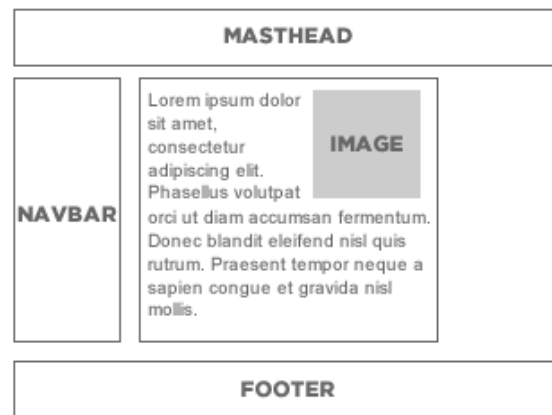 MASTHEAD
NAVBAR
Lorem ipsum dolor
sit amet,
consectetur
adipiscing elit.
Phasellus volutpat
orci ut diam accumsan fermentum.
Donec blandit eleifend nisl quis
rutrum. Praesent tempor neque a
sapien congue et gravida nisl
mollis.
IMAGE
FOOTER